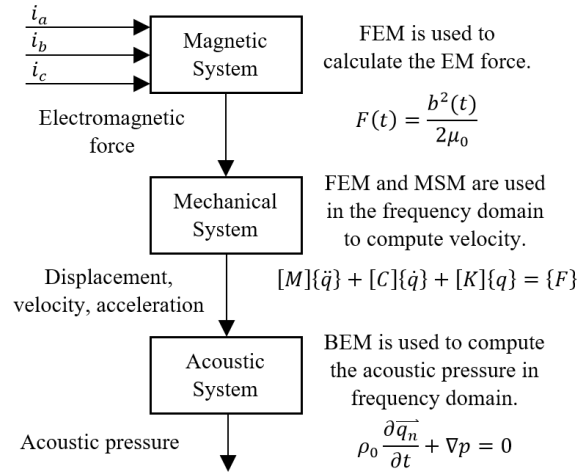 i_a
i_b
i_c
Magnetic
System
FEM is used to
calculate the EM force.
F(t) = b²(t) / 2μ₀
Electromagnetic
force
Mechanical
System
FEM and MSM are used
in the frequency domain
to compute velocity.
[M]{q̈} + [C]{q̇} + [K]{q} = {F}
Displacement,
velocity, acceleration
Acoustic
System
BEM is used to compute
the acoustic pressure in
frequency domain.
ρ₀ ∂q⃗ₙ / ∂t + ∇p = 0
Acoustic pressure